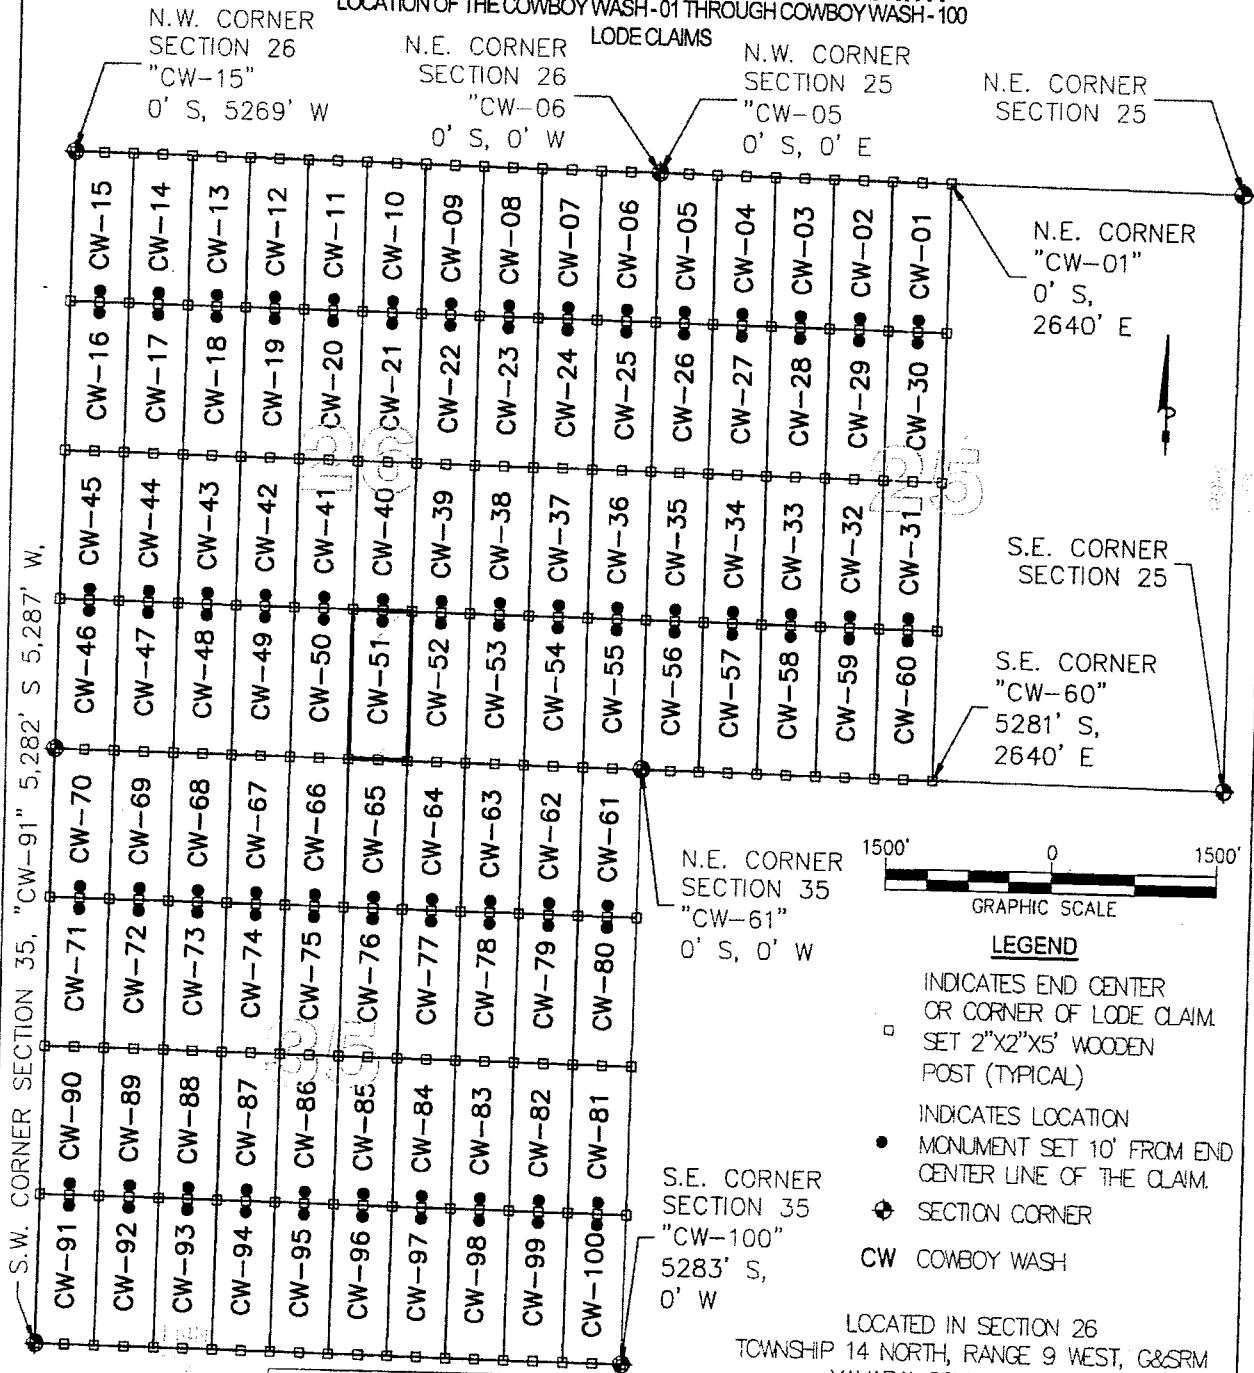 LOCATION OF THE COWBOY WASH-01 THROUGH COWBOY WASH-100
LODE CLAIMS
N.W. CORNER
SECTION 26
"CW-15"
0' S, 5269' W
N.E. CORNER
SECTION 26
"CW-06
0' S, 0' W
N.W. CORNER
SECTION 25
"CW-05
0' S, 0' E
N.E. CORNER
SECTION 25
CW-15 CW-14 CW-13 CW-12 CW-11 CW-10 CW-09 CW-08 CW-07 CW-06 CW-05 CW-04 CW-03 CW-02 CW-01
N.E. CORNER
"CW-01"
0' S,
2640' E
CW-16 CW-17 CW-18 CW-19 CW-20 CW-21 CW-22 CW-23 CW-24 CW-25 CW-26 CW-27 CW-28 CW-29 CW-30
26
25
CW-45 CW-44 CW-43 CW-42 CW-41 CW-40 CW-39 CW-38 CW-37 CW-36 CW-35 CW-34 CW-33 CW-32 CW-31
S.E. CORNER
SECTION 25
CW-46 CW-47 CW-48 CW-49 CW-50 CW-51 CW-52 CW-53 CW-54 CW-55 CW-56 CW-57 CW-58 CW-59 CW-60
S.E. CORNER
"CW-60"
5281' S,
2640' E
CW-70 CW-69 CW-68 CW-67 CW-66 CW-65 CW-64 CW-63 CW-62 CW-61
N.E. CORNER
SECTION 35
"CW-61"
0' S, 0' W
1500' 0 1500'
GRAPHIC SCALE
CW-71 CW-72 CW-73 CW-74 CW-75 CW-76 CW-77 CW-78 CW-79 CW-80
35
CW-90 CW-89 CW-88 CW-87 CW-86 CW-85 CW-84 CW-83 CW-82 CW-81
CW-91 CW-92 CW-93 CW-94 CW-95 CW-96 CW-97 CW-98 CW-99 CW-100
S.W. CORNER SECTION 35, "CW-91" 5,282' S 5,287' W,
S.E. CORNER
SECTION 35
"CW-100"
5283' S,
0' W
LEGEND
INDICATES END CENTER
OR CORNER OF LODE CLAIM.
SET 2"X2"X5' WOODEN
POST (TYPICAL)
INDICATES LOCATION
MONUMENT SET 10' FROM END
CENTER LINE OF THE CLAIM.
SECTION CORNER
CW COWBOY WASH
LOCATED IN SECTION 26
TOWNSHIP 14 NORTH, RANGE 9 WEST, G&SRM